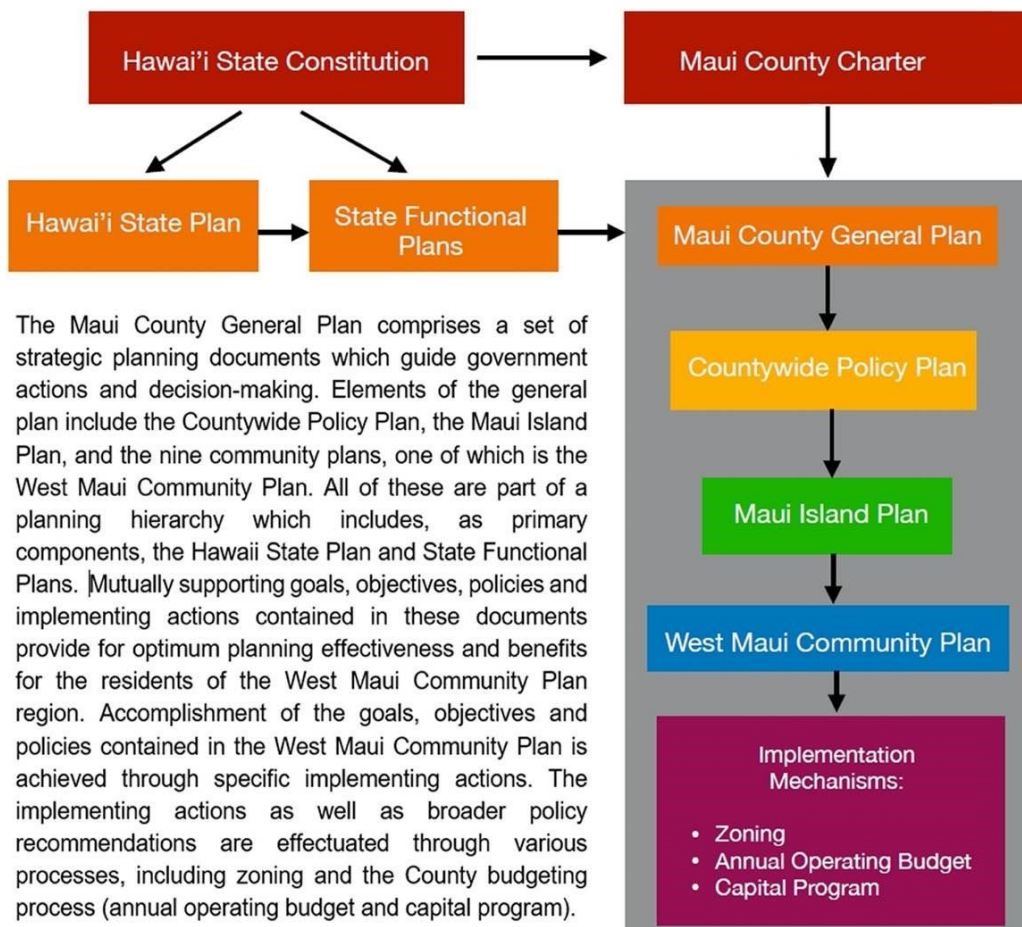 Hawai'i State Constitution
Maui County Charter
Hawai'i State Plan
State Functional
Plans
Maui County General Plan
Countywide Policy Plan
Maui Island Plan
West Maui Community Plan
Implementation
Mechanisms:
• Zoning
• Annual Operating Budget
• Capital Program
The Maui County General Plan comprises a set of
strategic planning documents which guide government
actions and decision-making. Elements of the general
plan include the Countywide Policy Plan, the Maui Island
Plan, and the nine community plans, one of which is the
West Maui Community Plan. All of these are part of a
planning hierarchy which includes, as primary
components, the Hawaii State Plan and State Functional
Plans. Mutually supporting goals, objectives, policies and
implementing actions contained in these documents
provide for optimum planning effectiveness and benefits
for the residents of the West Maui Community Plan
region. Accomplishment of the goals, objectives and
policies contained in the West Maui Community Plan is
achieved through specific implementing actions. The
implementing actions as well as broader policy
recommendations are effectuated through various
processes, including zoning and the County budgeting
process (annual operating budget and capital program).